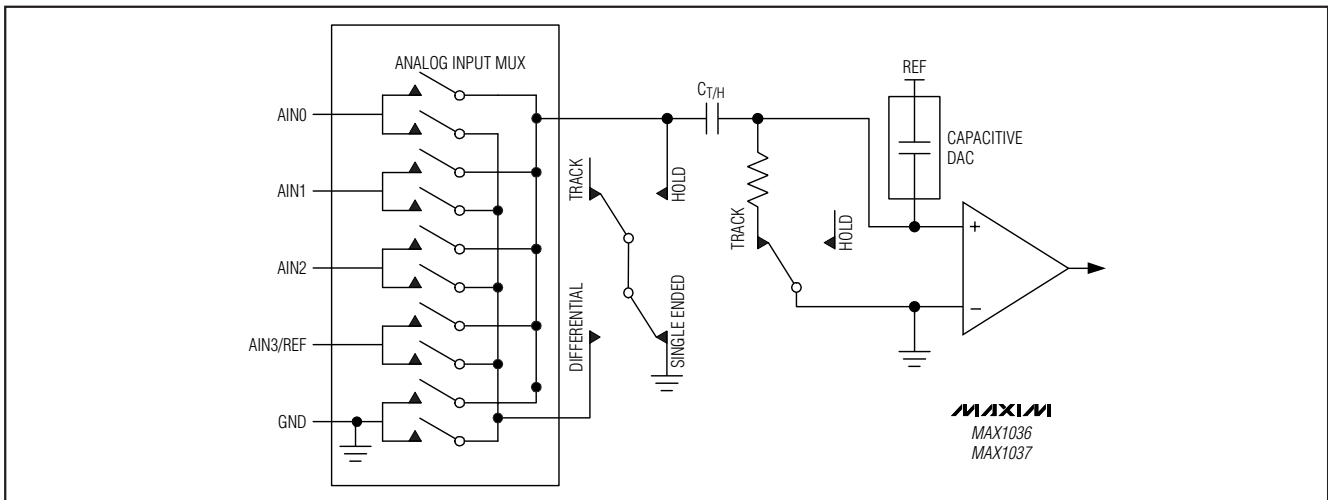 ANALOG INPUT MUX
AIN0
AIN1
AIN2
AIN3/REF
GND
TRACK
HOLD
DIFFERENTIAL
SINGLE ENDED
CT/H
TRACK
HOLD
REF
CAPACITIVE
DAC
+
−
MAXIM
MAX1036
MAX1037